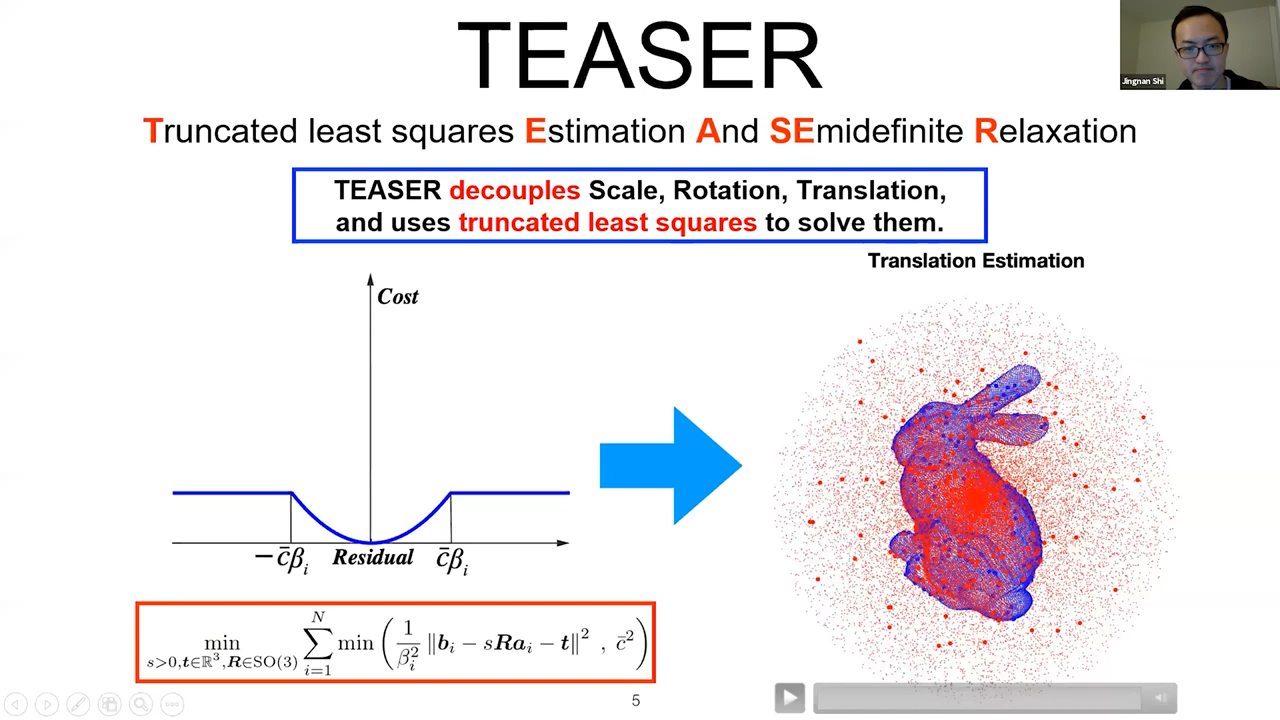 TEASER
Jingnan Shi
Truncated least squares Estimation And SEmidefinite Relaxation
TEASER decouples Scale, Rotation, Translation,
and uses truncated least squares to solve them.
Translation Estimation
Cost
−c̄βᵢ Residual c̄βᵢ
min_{s>0,t∈ℝ³,R∈SO(3)} ∑_{i=1}^{N} min ( 1/βᵢ² ‖bᵢ − sRaᵢ − t‖² , c̄² )
5